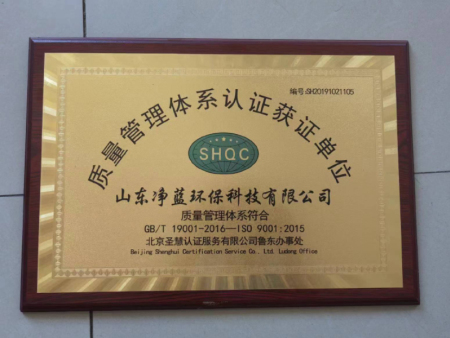 编号:SH20191021105
质量管理体系认证获证单位
SHQC
山东净蓝环保科技有限公司
质量管理体系符合
GB/T 19001-2016—ISO 9001:2015
北京圣慧认证服务有限公司鲁东办事处
Beijing Shenghui Certification Service Co., Ltd. Ludong Office